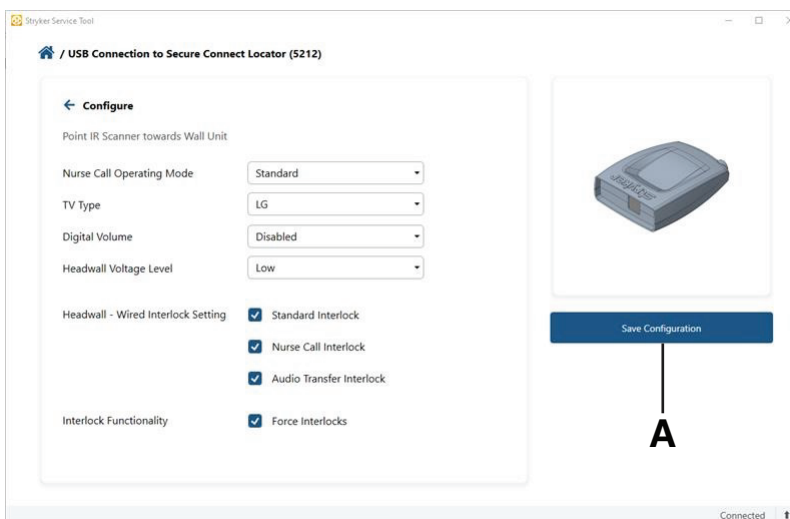 Stryker Service Tool
/ USB Connection to Secure Connect Locator (5212)
Configure
Point IR Scanner towards Wall Unit
Nurse Call Operating Mode Standard
TV Type LG
Digital Volume Disabled
Headwall Voltage Level Low
Headwall - Wired Interlock Setting Standard Interlock
Nurse Call Interlock
Audio Transfer Interlock
Interlock Functionality Force Interlocks
stryker
Save Configuration
A
Connected